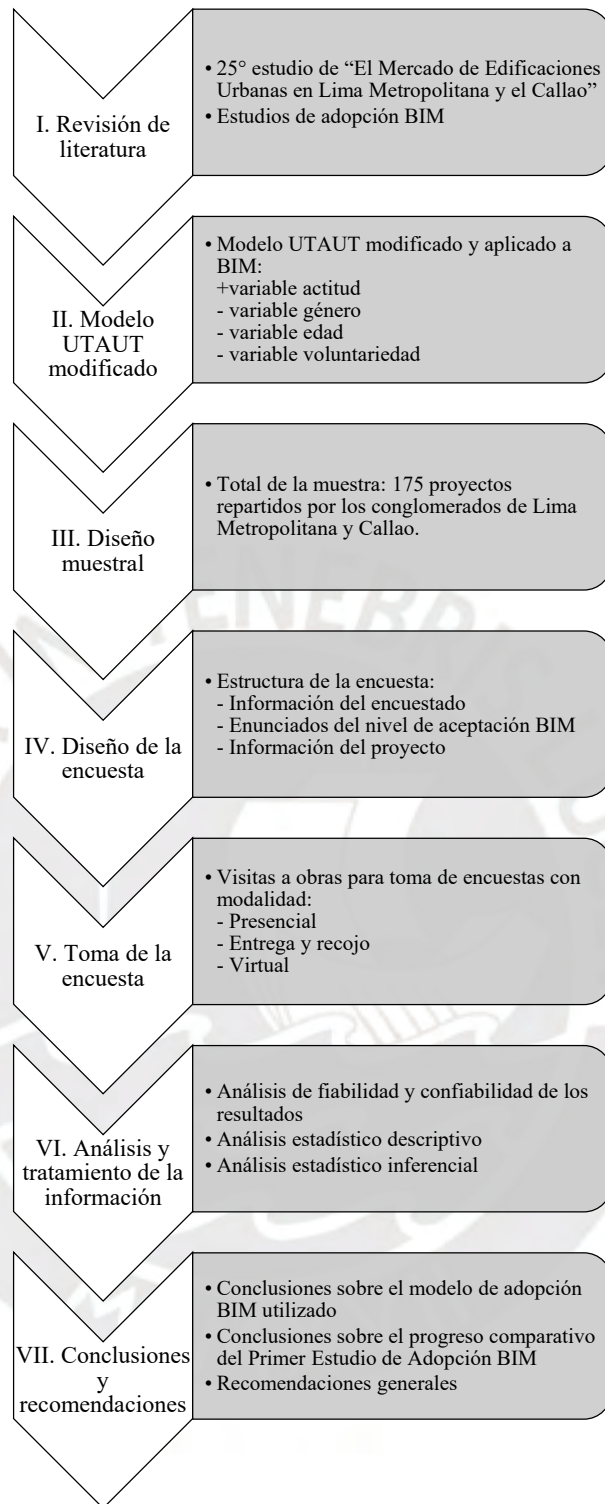 I. Revisión de
literatura
• 25° estudio de “El Mercado de Edificaciones
Urbanas en Lima Metropolitana y el Callao”
• Estudios de adopción BIM
II. Modelo
UTAUT
modificado
• Modelo UTAUT modificado y aplicado a
BIM:
+variable actitud
- variable género
- variable edad
- variable voluntariedad
III. Diseño
muestral
• Total de la muestra: 175 proyectos
repartidos por los conglomerados de Lima
Metropolitana y Callao.
IV. Diseño de la
encuesta
• Estructura de la encuesta:
- Información del encuestado
- Enunciados del nivel de aceptación BIM
- Información del proyecto
V. Toma de la
encuesta
• Visitas a obras para toma de encuestas con
modalidad:
- Presencial
- Entrega y recojo
- Virtual
VI. Análisis y
tratamiento de la
información
• Análisis de fiabilidad y confiabilidad de los
resultados
• Análisis estadístico descriptivo
• Análisis estadístico inferencial
VII. Conclusiones
y
recomendaciones
• Conclusiones sobre el modelo de adopción
BIM utilizado
• Conclusiones sobre el progreso comparativo
del Primer Estudio de Adopción BIM
• Recomendaciones generales